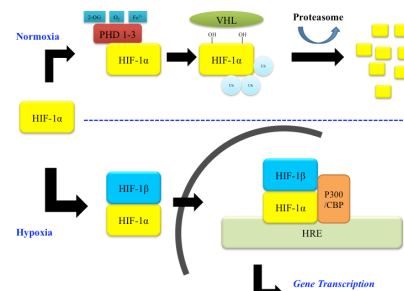 2-OG O₂ Fe²⁺
PHD 1-3
HIF-1α
Normoxia
VHL
OH OH
HIF-1α
Ub
Ub Ub
Proteasome
HIF-1α
Hypoxia
HIF-1β
HIF-1α
HIF-1β
HIF-1α
P300
/CBP
HRE
Gene Transcription